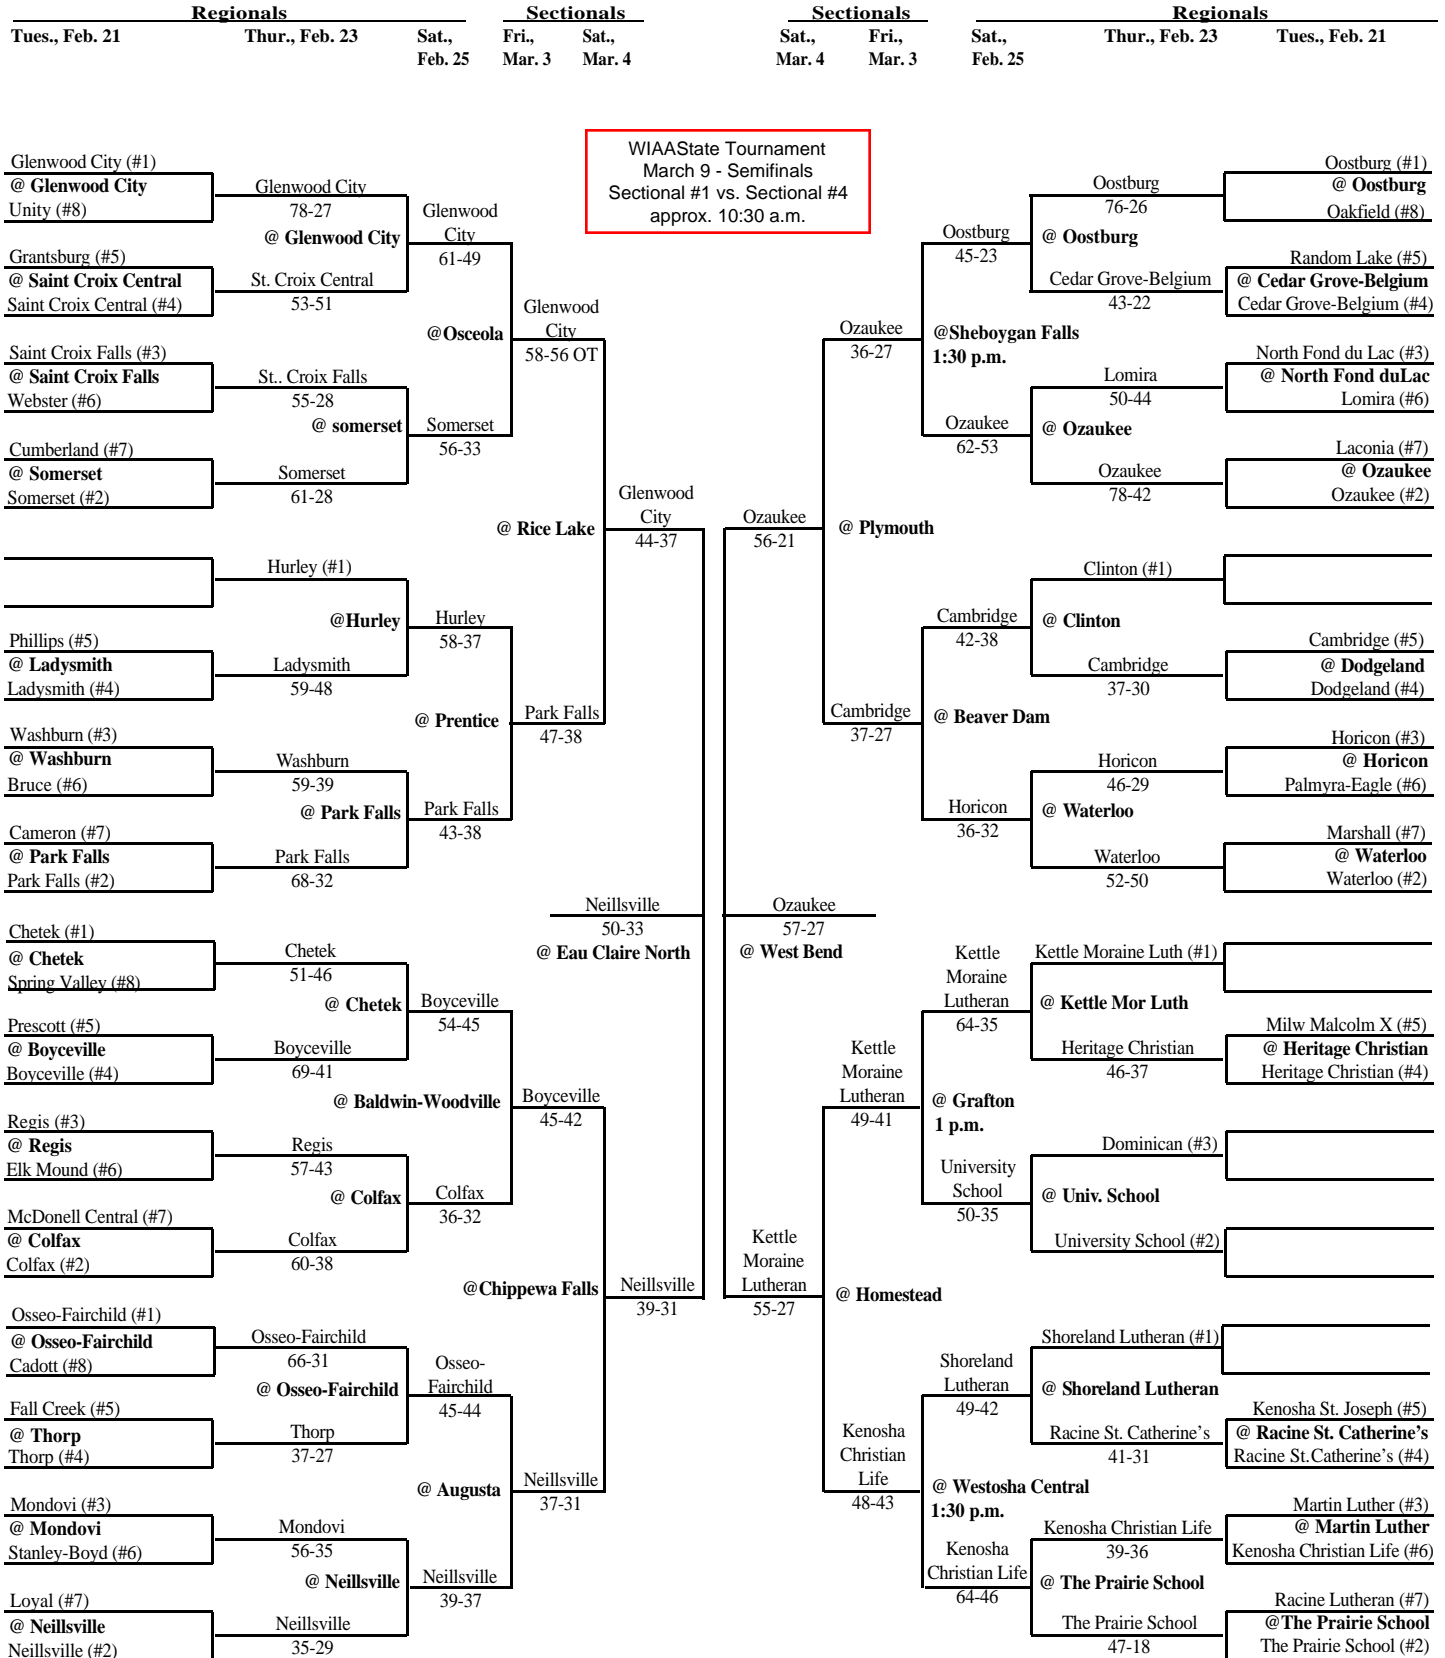 Regionals
Sectionals
Sectionals
Regionals
Tues., Feb. 21
Thur., Feb. 23
Sat.,
Feb. 25
Fri.,
Mar. 3
Sat.,
Mar. 4
Sat.,
Mar. 4
Fri.,
Mar. 3
Sat.,
Feb. 25
Thur., Feb. 23
Tues., Feb. 21
WIAAState Tournament
March 9 - Semifinals
Sectional #1 vs. Sectional #4
approx. 10:30 a.m.
Glenwood City (#1)
@ Glenwood City
Unity (#8)
Grantsburg (#5)
@ Saint Croix Central
Saint Croix Central (#4)
Saint Croix Falls (#3)
@ Saint Croix Falls
Webster (#6)
Cumberland (#7)
@ Somerset
Somerset (#2)
Phillips (#5)
@ Ladysmith
Ladysmith (#4)
Washburn (#3)
@ Washburn
Bruce (#6)
Cameron (#7)
@ Park Falls
Park Falls (#2)
Chetek (#1)
@ Chetek
Spring Valley (#8)
Prescott (#5)
@ Boyceville
Boyceville (#4)
Regis (#3)
@ Regis
Elk Mound (#6)
McDonell Central (#7)
@ Colfax
Colfax (#2)
Osseo-Fairchild (#1)
@ Osseo-Fairchild
Cadott (#8)
Fall Creek (#5)
@ Thorp
Thorp (#4)
Mondovi (#3)
@ Mondovi
Stanley-Boyd (#6)
Loyal (#7)
@ Neillsville
Neillsville (#2)
Glenwood City
78-27
@ Glenwood City
St. Croix Central
53-51
St.. Croix Falls
55-28
@ somerset
Somerset
61-28
Hurley (#1)
@Hurley
Ladysmith
59-48
Washburn
59-39
@ Park Falls
Park Falls
68-32
Chetek
51-46
@ Chetek
Boyceville
69-41
Regis
57-43
@ Colfax
Colfax
60-38
Osseo-Fairchild
66-31
@ Osseo-Fairchild
Thorp
37-27
Mondovi
56-35
@ Neillsville
Neillsville
35-29
Glenwood
City
61-49
@Osceola
Somerset
56-33
Hurley
58-37
@ Prentice
Park Falls
43-38
Boyceville
54-45
@ Baldwin-Woodville
Colfax
36-32
Osseo-
Fairchild
45-44
@ Augusta
Neillsville
39-37
Glenwood
City
58-56 OT
@ Rice Lake
Park Falls
47-38
Boyceville
45-42
@Chippewa Falls
Neillsville
37-31
Glenwood
City
44-37
Neillsville
50-33
@ Eau Claire North
Neillsville
39-31
Ozaukee
56-21
Ozaukee
57-27
@ West Bend
Kettle
Moraine
Lutheran
55-27
Ozaukee
36-27
@ Plymouth
Cambridge
37-27
Kettle
Moraine
Lutheran
49-41
@ Homestead
Kenosha
Christian
Life
48-43
Oostburg
45-23
@Sheboygan Falls
1:30 p.m.
Ozaukee
62-53
Cambridge
42-38
@ Beaver Dam
Horicon
36-32
Kettle
Moraine
Lutheran
64-35
@ Grafton
1 p.m.
University
School
50-35
Shoreland
Lutheran
49-42
@ Westosha Central
1:30 p.m.
Kenosha
Christian Life
64-46
Oostburg
76-26
@ Oostburg
Cedar Grove-Belgium
43-22
Lomira
50-44
@ Ozaukee
Ozaukee
78-42
Clinton (#1)
@ Clinton
Cambridge
37-30
Horicon
46-29
@ Waterloo
Waterloo
52-50
Kettle Moraine Luth (#1)
@ Kettle Mor Luth
Heritage Christian
46-37
Dominican (#3)
@ Univ. School
University School (#2)
Shoreland Lutheran (#1)
@ Shoreland Lutheran
Racine St. Catherine's
41-31
Kenosha Christian Life
39-36
@ The Prairie School
The Prairie School
47-18
Oostburg (#1)
@ Oostburg
Oakfield (#8)
Random Lake (#5)
@ Cedar Grove-Belgium
Cedar Grove-Belgium (#4)
North Fond du Lac (#3)
@ North Fond duLac
Lomira (#6)
Laconia (#7)
@ Ozaukee
Ozaukee (#2)
Cambridge (#5)
@ Dodgeland
Dodgeland (#4)
Horicon (#3)
@ Horicon
Palmyra-Eagle (#6)
Marshall (#7)
@ Waterloo
Waterloo (#2)
Milw Malcolm X (#5)
@ Heritage Christian
Heritage Christian (#4)
Kenosha St. Joseph (#5)
@ Racine St. Catherine's
Racine St.Catherine's (#4)
Martin Luther (#3)
@ Martin Luther
Kenosha Christian Life (#6)
Racine Lutheran (#7)
@The Prairie School
The Prairie School (#2)